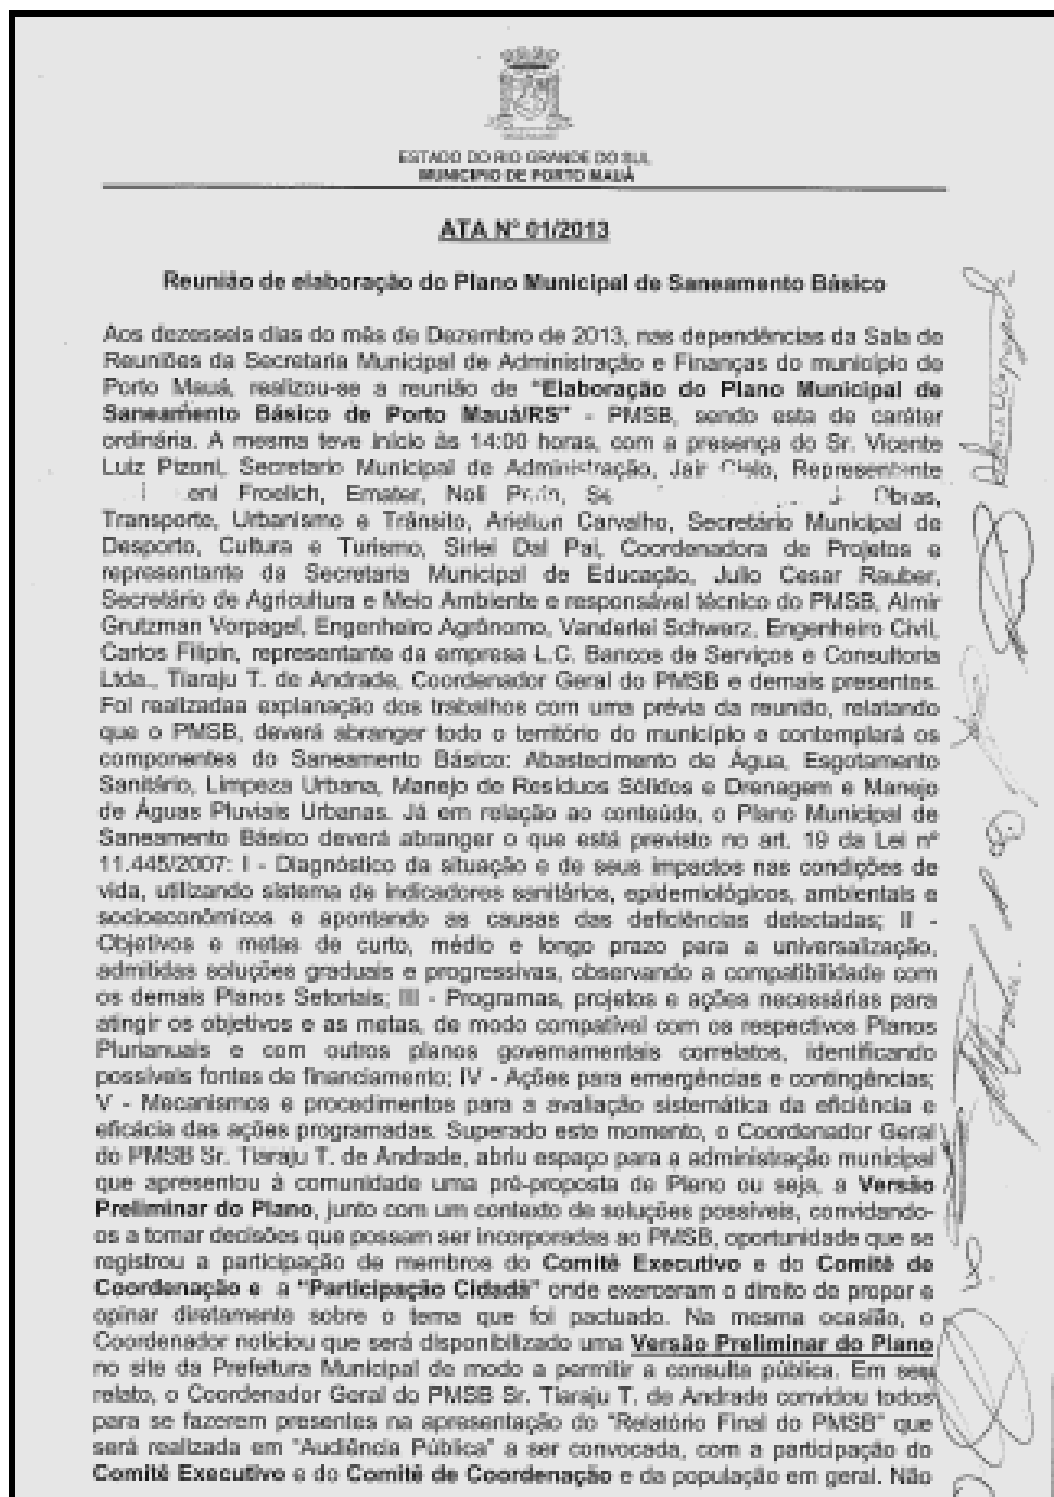 ESTADO DO RIO GRANDE DO SUL
MUNICÍPIO DE PORTO MAUÁ
ATA Nº 01/2013
Reunião de elaboração do Plano Municipal de Saneamento Básico
Aos dezesseis dias do mês de Dezembro de 2013, nas dependências da Sala de
Reuniões da Secretaria Municipal de Administração e Finanças do município de
Porto Mauá, realizou-se a reunião de "Elaboração do Plano Municipal de
Saneamento Básico de Porto Mauá/RS" - PMSB, sendo esta de caráter
ordinária. A mesma teve início às 14:00 horas, com a presença do Sr. Vicente
Luiz Pizoni, Secretario Municipal de Administração, Jair Representente
Froelich, Emater, Noli Obras,
Transporte, Urbanismo e Trânsito, Arielton Carvalho, Secretário Municipal de
Desporto, Cultura e Turismo, Sirlei Dal Pai, Coordenadora de Projetos e
representante da Secretaria Municipal de Educação, Julio Cesar Rauber,
Secretário de Agricultura e Meio Ambiente e responsável técnico do PMSB, Almir
Grutzman Vorpagel, Engenheiro Agrônomo, Vanderlei Schwerz, Engenheiro Civil,
Carlos Filipin, representante da empresa L.C. Bancos de Serviços e Consultoria
Ltda., Tiaraju T. de Andrade, Coordenador Geral do PMSB e demais presentes.
Foi realizadaa explanação dos trabalhos com uma prévia da reunião, relatando
que o PMSB, deverá abranger todo o território do município e contemplará os
componentes do Saneamento Básico: Abastecimento de Água, Esgotamento
Sanitário, Limpeza Urbana, Manejo de Resíduos Sólidos e Drenagem e Manejo
de Águas Pluviais Urbanas. Já em relação ao conteúdo, o Plano Municipal de
Saneamento Básico deverá abranger o que está previsto no art. 19 da Lei nº
11.445/2007: I - Diagnóstico da situação e de seus impactos nas condições de
vida, utilizando sistema de indicadores sanitários, epidemiológicos, ambientais e
socioeconômicos e apontando as causas das deficiências detectadas; II -
Objetivos e metas de curto, médio e longo prazo para a universalização,
admitidas soluções graduais e progressivas, observando a compatibilidade com
os demais Planos Setoriais; III - Programas, projetos e ações necessárias para
atingir os objetivos e as metas, de modo compatível com os respectivos Planos
Plurianuais e com outros planos governamentais correlatos, identificando
possíveis fontes de financiamento; IV - Ações para emergências e contingências;
V - Mecanismos e procedimentos para a avaliação sistemática da eficiência e
eficácia das ações programadas. Superado este momento, o Coordenador Geral
do PMSB Sr. Tiaraju T. de Andrade, abriu espaço para a administração municipal
que apresentou à comunidade uma pré-proposta de Plano ou seja, a Versão
Preliminar do Plano, junto com um contexto de soluções possíveis, convidando-
os a tomar decisões que possam ser incorporadas ao PMSB, oportunidade que se
registrou a participação de membros do Comitê Executivo e do Comitê de
Coordenação e a "Participação Cidadã" onde exerceram o direito de propor e
opinar diretamente sobre o tema que foi pactuado. Na mesma ocasião, o
Coordenador noticiou que será disponibilizado uma Versão Preliminar do Plano
no site da Prefeitura Municipal de modo a permitir a consulta pública. Em seu
relato, o Coordenador Geral do PMSB Sr. Tiaraju T. de Andrade convidou todos
para se fazerem presentes na apresentação do "Relatório Final do PMSB" que
será realizada em "Audiência Pública" a ser convocada, com a participação do
Comitê Executivo e do Comitê de Coordenação e da população em geral. Não